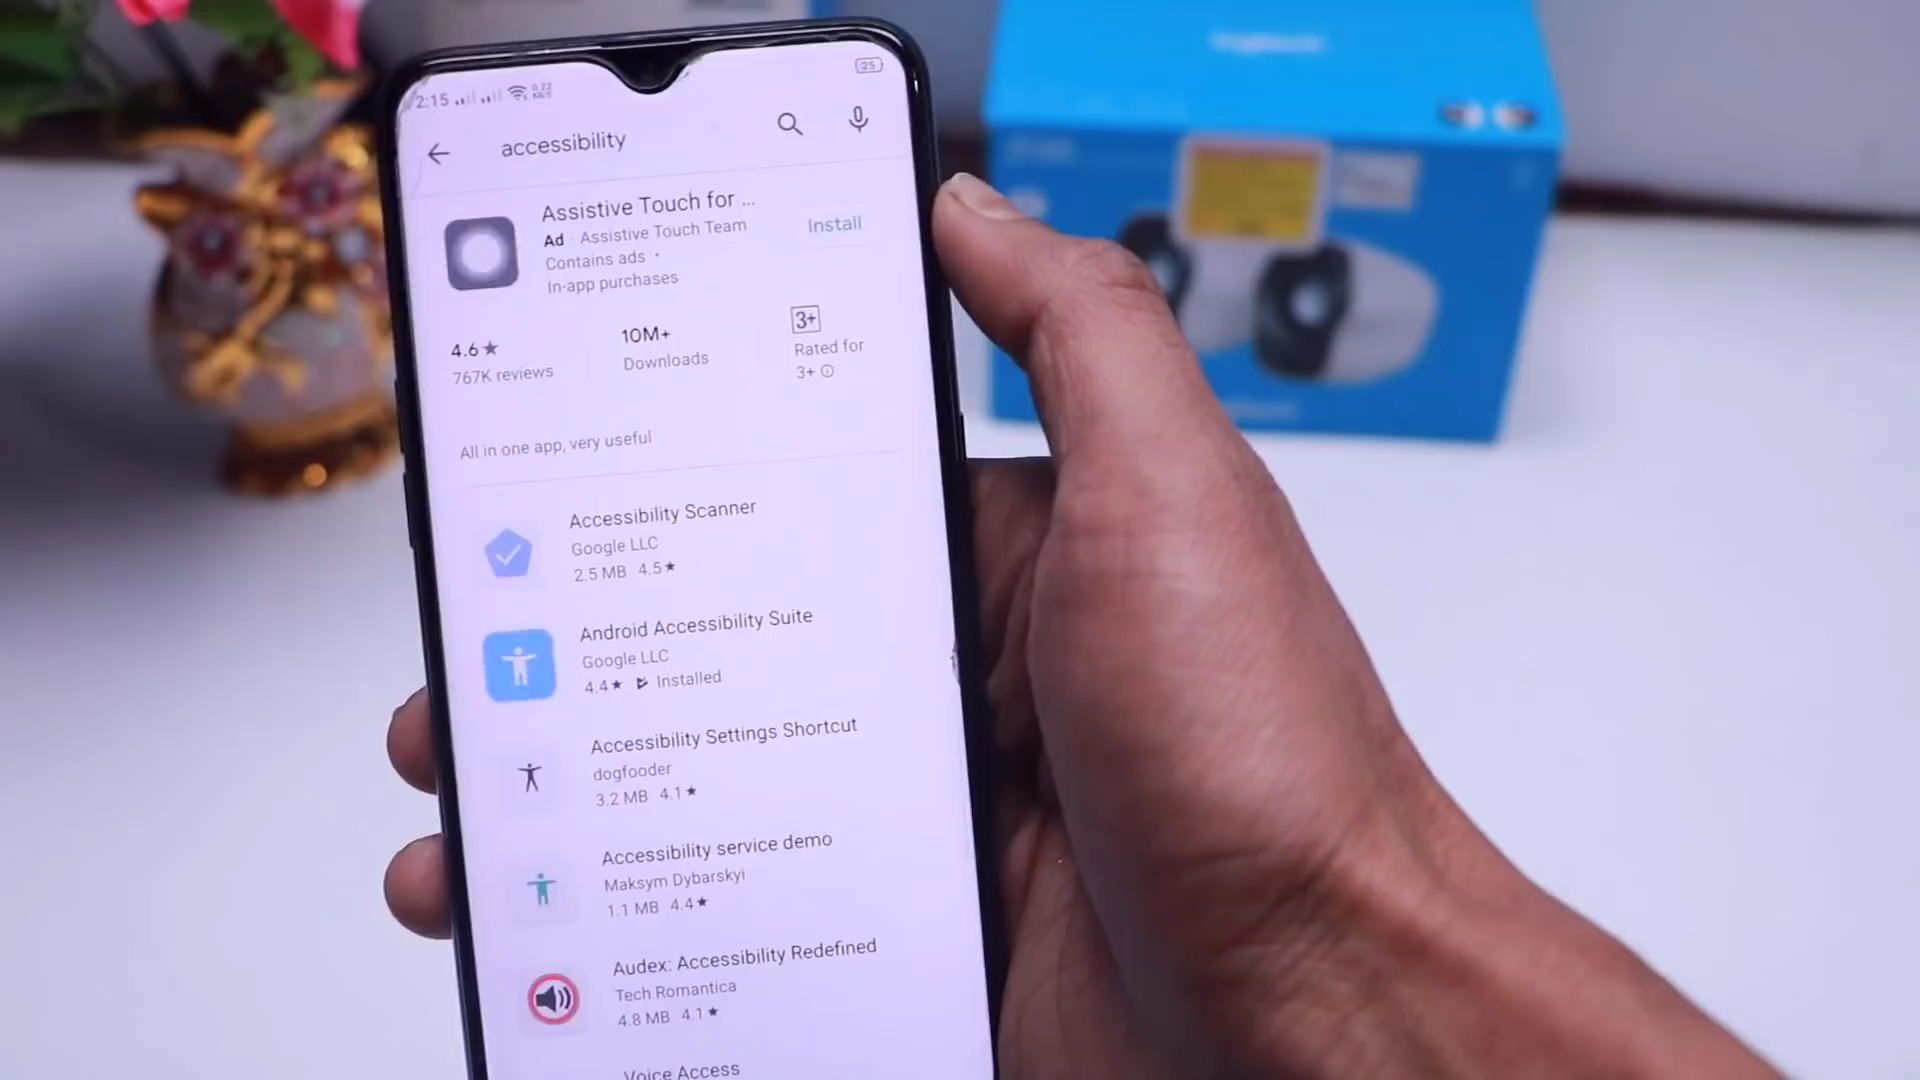 2:15
0.22
KB/S
25
accessibility
Assistive Touch for ...
Install
Ad · Assistive Touch Team
Contains ads ·
In-app purchases
4.6★
10M+
3+
767K reviews
Downloads
Rated for
3+
All in one app, very useful
Accessibility Scanner
Google LLC
2.5 MB 4.5★
Android Accessibility Suite
Google LLC
4.4★ Installed
Accessibility Settings Shortcut
dogfooder
3.2 MB 4.1★
Accessibility service demo
Maksym Dybarskyi
1.1 MB 4.4★
Audex: Accessibility Redefined
Tech Romantica
4.8 MB 4.1★
Voice Access